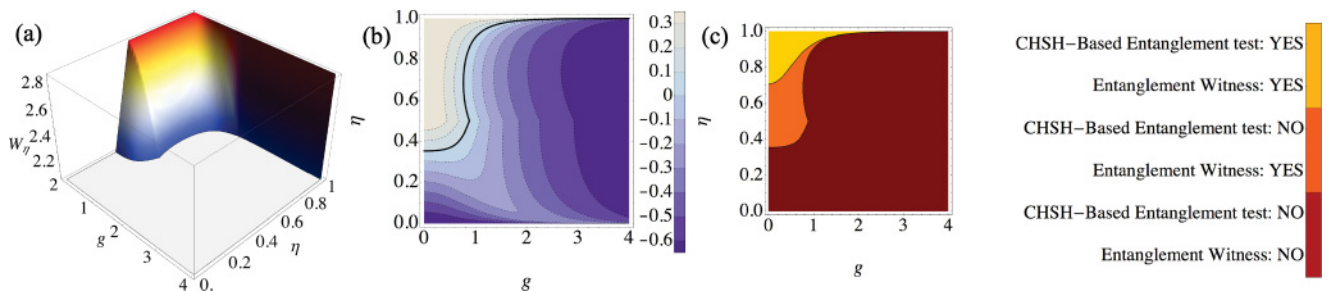 (a)
2.8
2.6
2.4
2.2
Wη
2
1
g
2
3
4
0.
0.2
0.4
η
0.6
0.8
1
(b)
1.0
0.8
η
0.6
0.4
0.2
0.0
0
1
2
3
4
g
0.3
0.2
0.1
0
−0.1
−0.2
−0.3
−0.4
−0.5
−0.6
(c)
1.0
0.8
η
0.6
0.4
0.2
0.0
0
1
2
3
4
g
CHSH−Based Entanglement test: YES
Entanglement Witness: YES
CHSH−Based Entanglement test: NO
Entanglement Witness: YES
CHSH−Based Entanglement test: NO
Entanglement Witness: NO